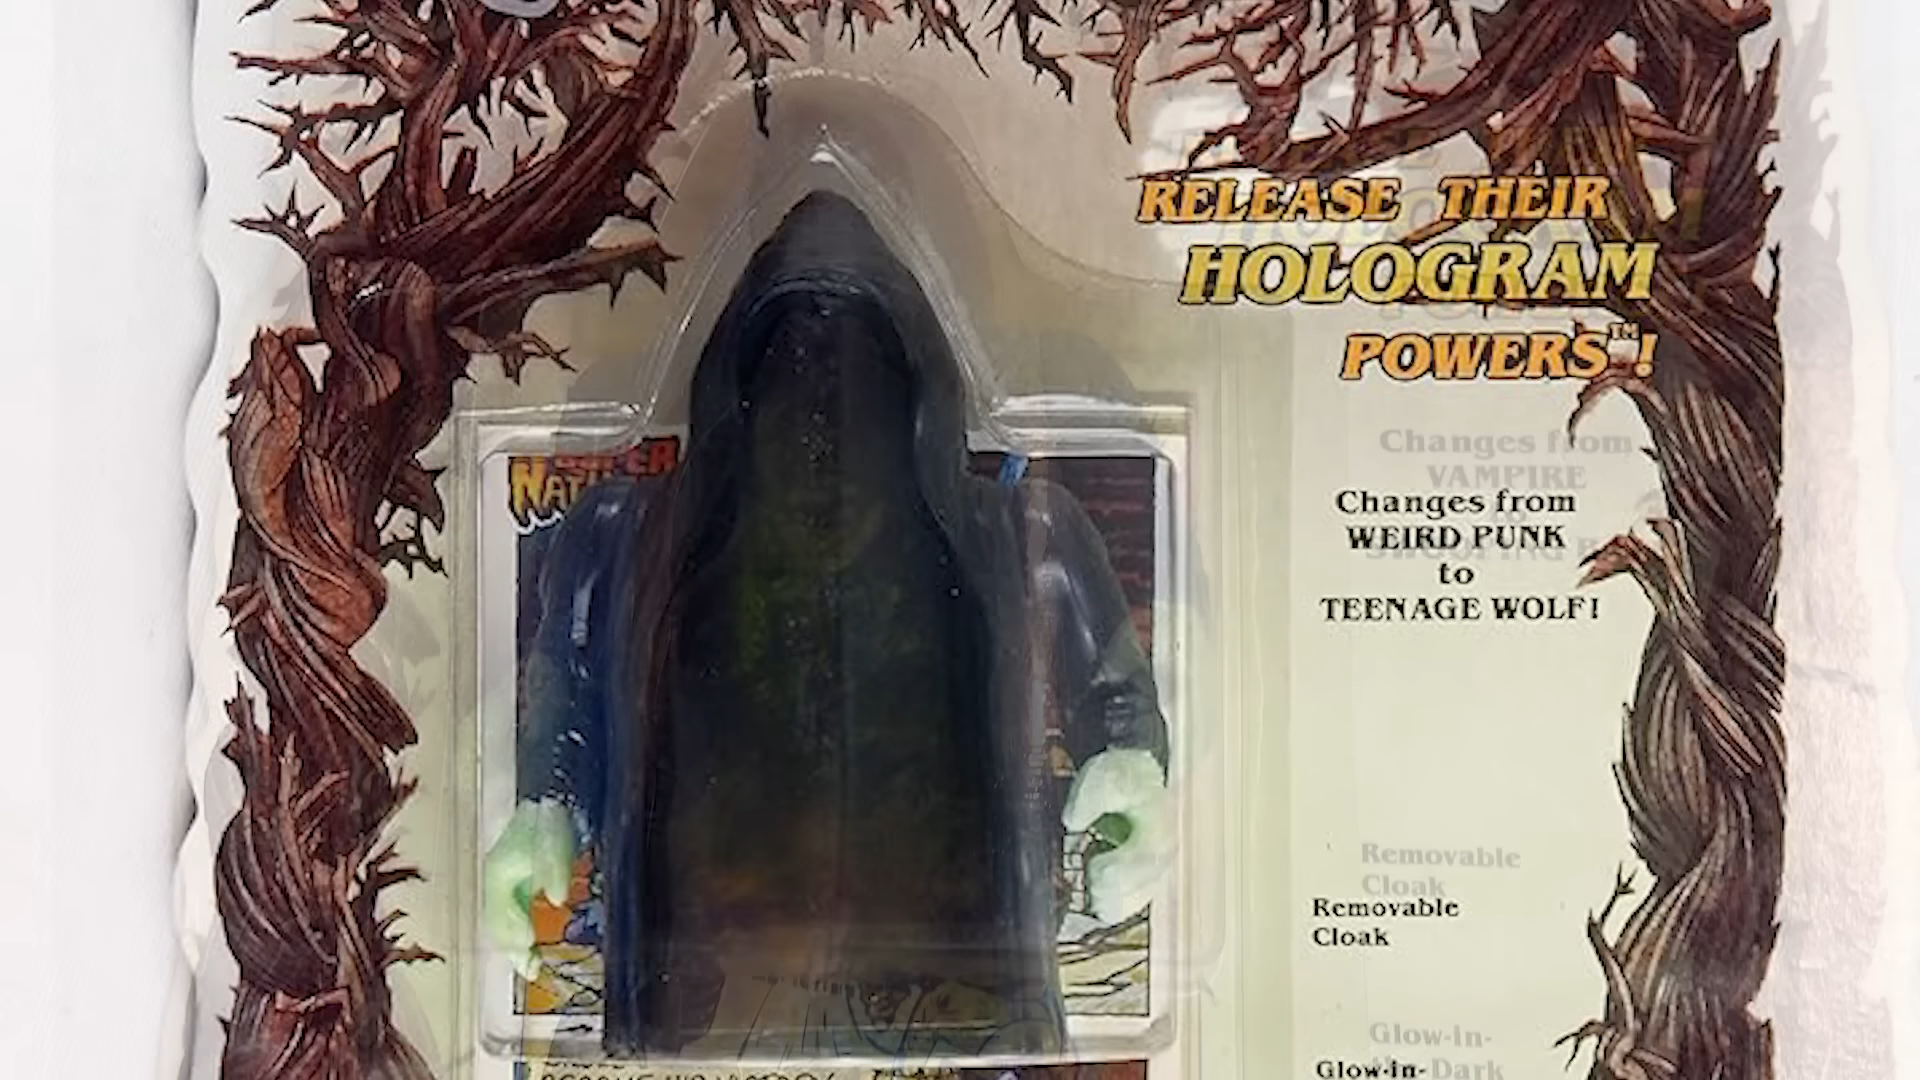 RELEASE THEIR
HOLOGRAM
POWERS™!
Changes from
VAMPIRE
Changes from
WEIRD PUNK
to
TEENAGE WOLF!
Removable
Cloak
Removable
Cloak
Glow-in-
Dark
Glow-in-